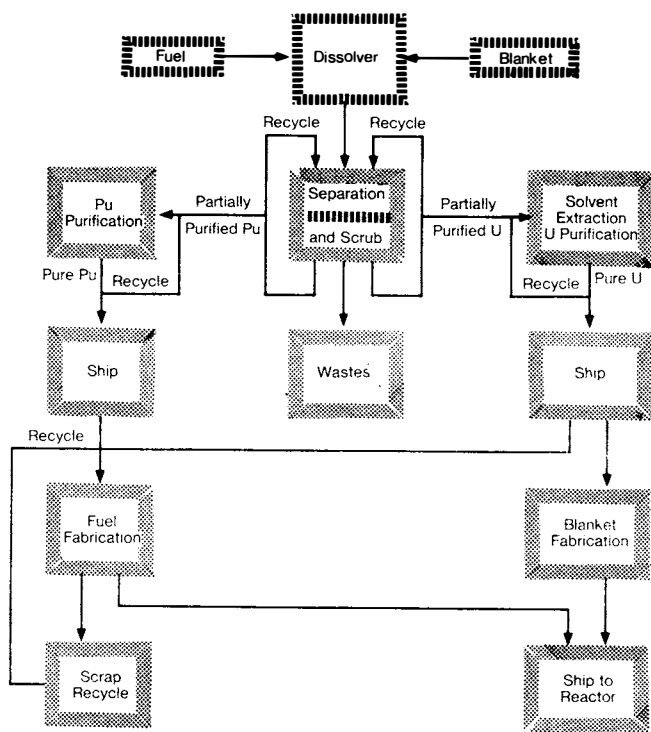 Fuel
Dissolver
Blanket
Recycle
Recycle
Pu
Purification
Partially
Purified Pu
Separation
and Scrub
Partially
Purified U
Solvent
Extraction
U Purification
Pure Pu
Recycle
Recycle
Pure U
Ship
Wastes
Ship
Recycle
Fuel
Fabrication
Blanket
Fabrication
Scrap
Recycle
Ship to
Reactor